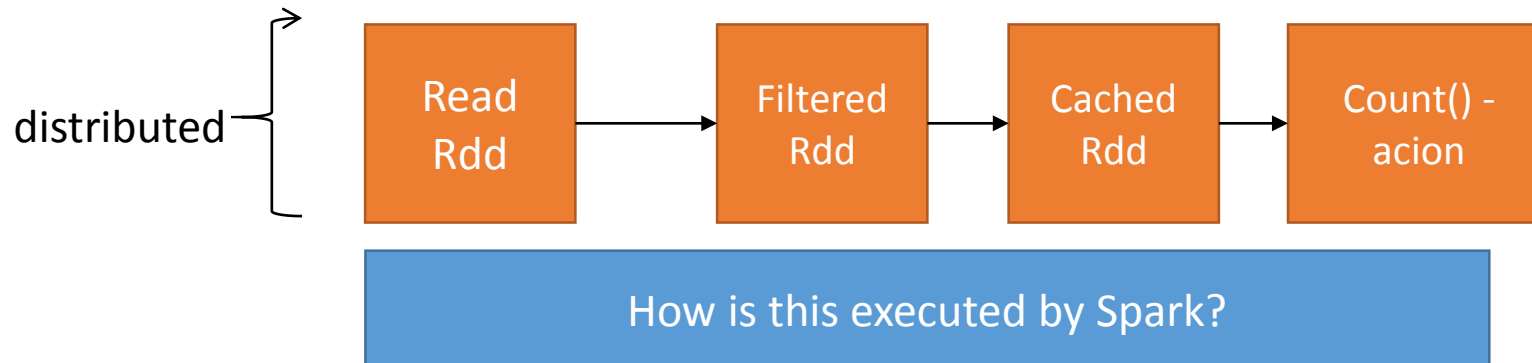 distributed
Read
Rdd
Filtered
Rdd
Cached
Rdd
Count() -
acion
How is this executed by Spark?